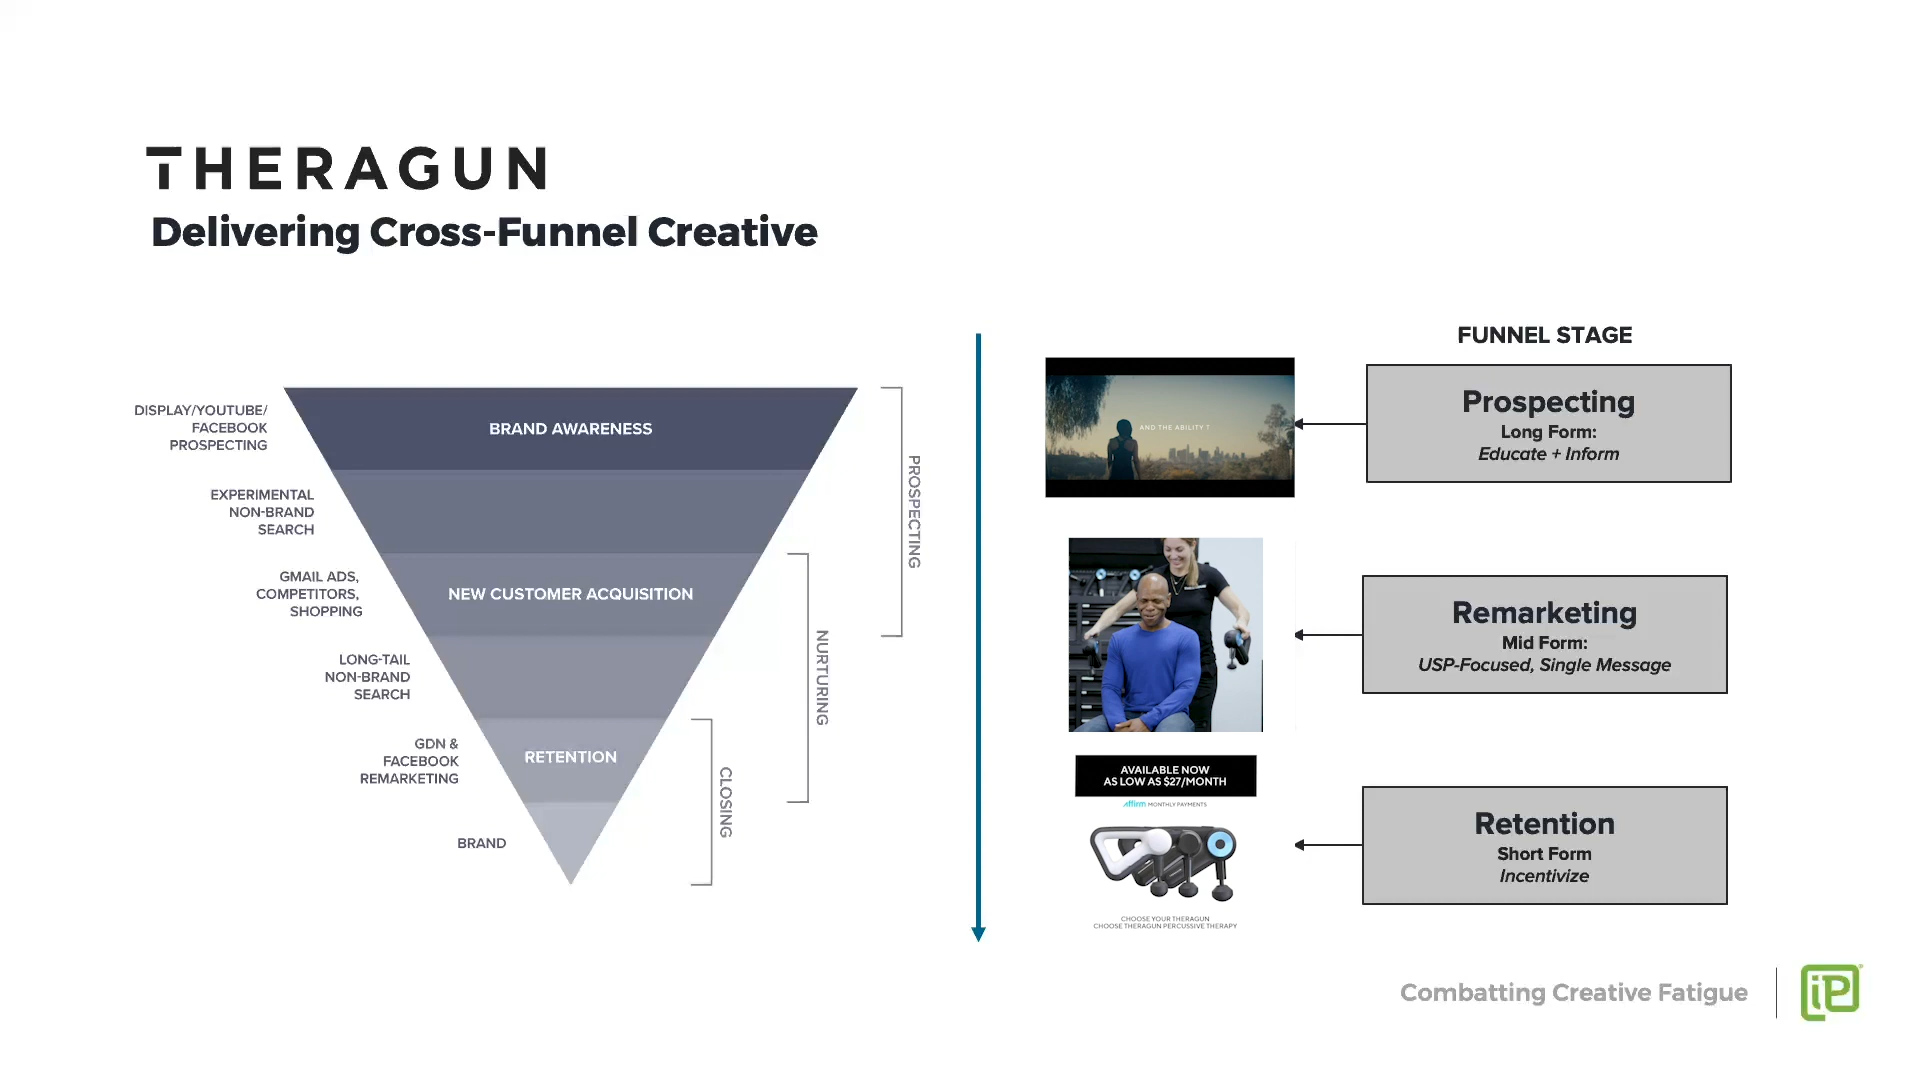 THERAGUN
Delivering Cross-Funnel Creative
DISPLAY/YOUTUBE/
FACEBOOK
PROSPECTING
EXPERIMENTAL
NON-BRAND
SEARCH
GMAIL ADS,
COMPETITORS,
SHOPPING
LONG-TAIL
NON-BRAND
SEARCH
GDN &
FACEBOOK
REMARKETING
BRAND
BRAND AWARENESS
NEW CUSTOMER ACQUISITION
RETENTION
PROSPECTING
NURTURING
CLOSING
FUNNEL STAGE
AND THE ABILITY ?
Prospecting
Long Form:
Educate + Inform
Remarketing
Mid Form:
USP-Focused, Single Message
AVAILABLE NOW
AS LOW AS $27/MONTH
affirm MONTHLY PAYMENTS
CHOOSE YOUR THERAGUN
CHOOSE THERAGUN PERCUSSIVE THERAPY
Retention
Short Form
Incentivize
Combatting Creative Fatigue
iP